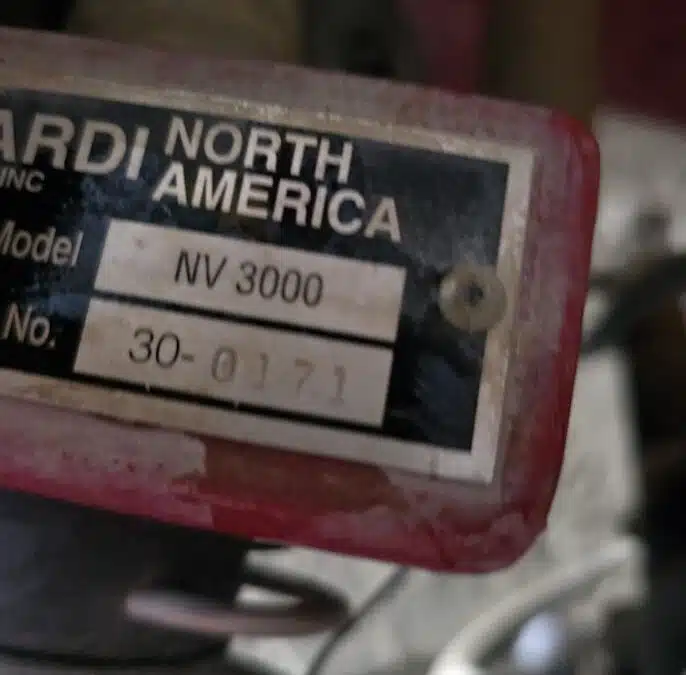 ARDI NORTH
INC AMERICA
Model NV 3000
No. 30-0171